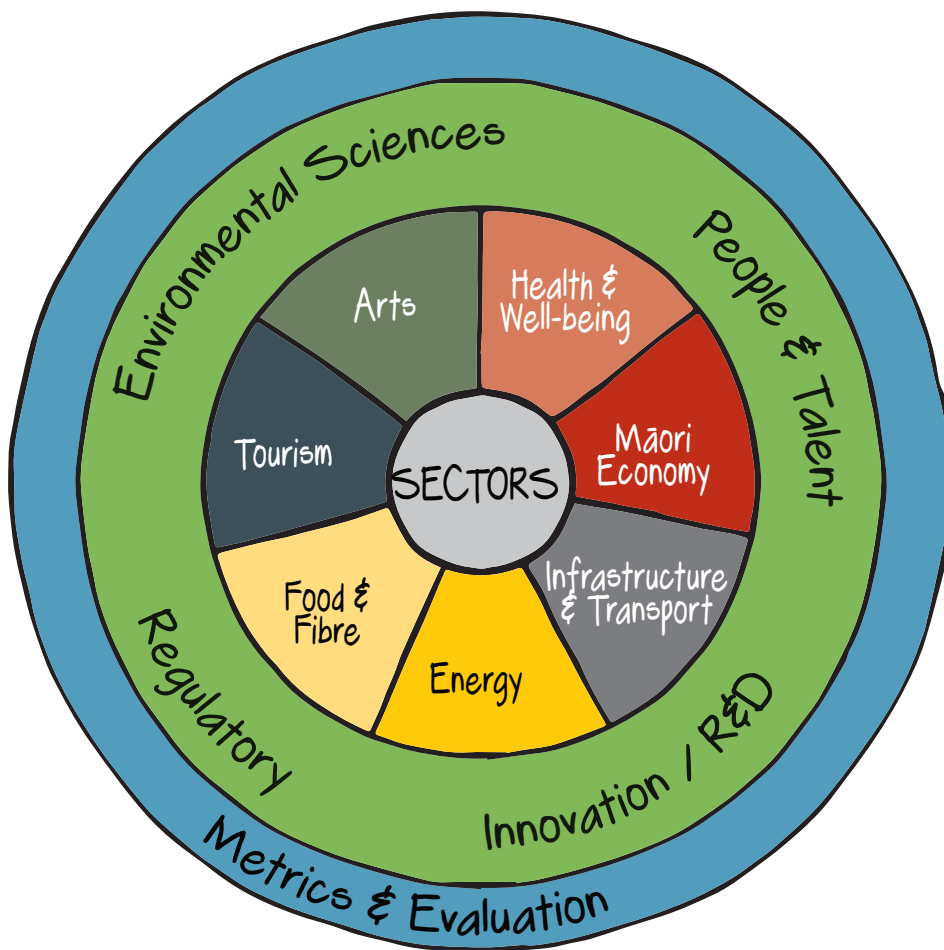 Environmental Sciences
People & Talent
Arts
Health &
Well-being
Tourism
SECTORS
Māori
Economy
Food &
Fibre
Energy
Infrastructure
& Transport
Regulatory
Innovation / R&D
Metrics & Evaluation